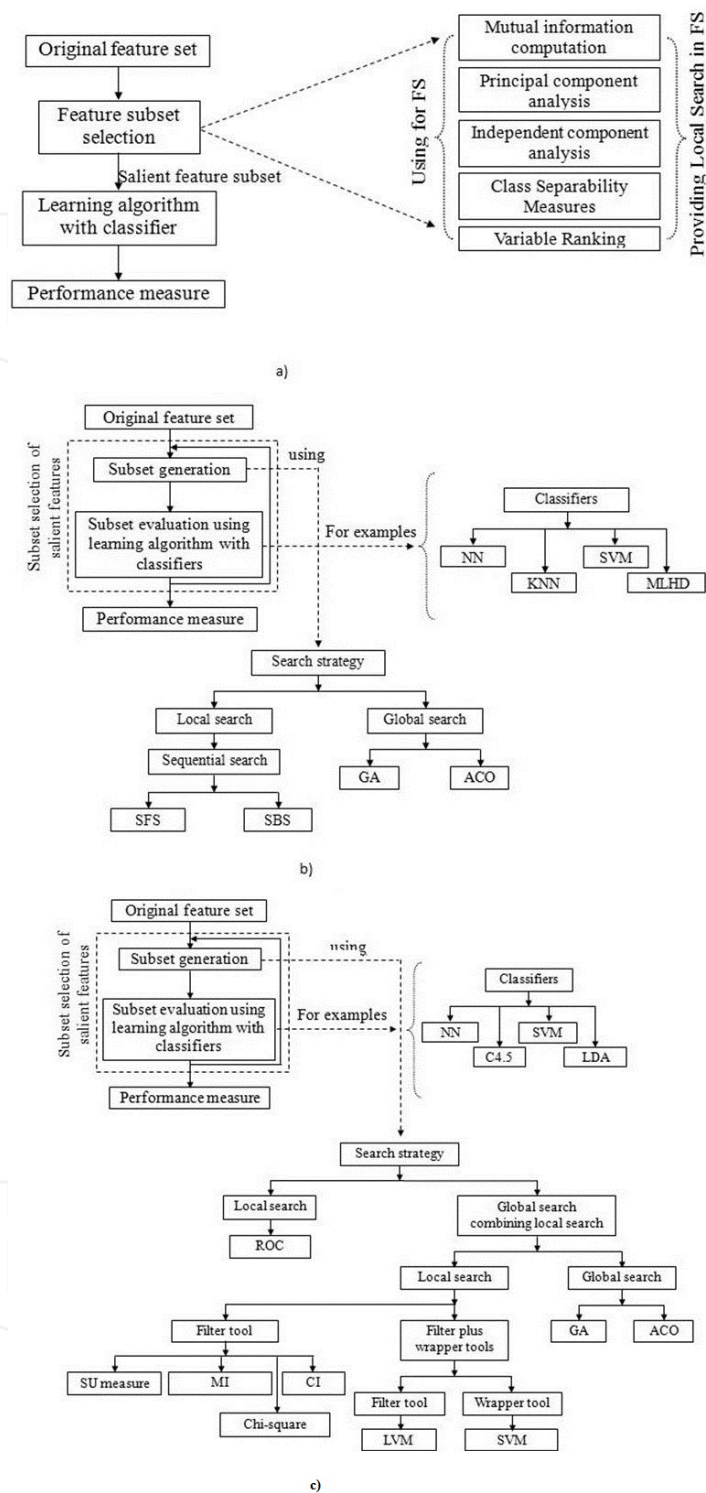 Original feature set
Feature subset
selection
Salient feature subset
Learning algorithm
with classifier
Performance measure
Using for FS
Mutual information
computation
Principal component
analysis
Independent component
analysis
Class Separability
Measures
Variable Ranking
Providing Local Search in FS
a)
Original feature set
Subset selection of
salient features
Subset generation
using
Subset evaluation using
learning algorithm with
classifiers
For examples
Classifiers
NN
SVM
KNN
MLHD
Performance measure
Search strategy
Local search
Global search
Sequential search
GA
ACO
SFS
SBS
b)
Original feature set
Subset selection of
salient features
Subset generation
using
Subset evaluation using
learning algorithm with
classifiers
For examples
Classifiers
NN
SVM
C4.5
LDA
Performance measure
Search strategy
Local search
Global search
combining local search
ROC
Local search
Global search
Filter tool
Filter plus
wrapper tools
GA
ACO
SU measure
MI
CI
Chi-square
Filter tool
Wrapper tool
LVM
SVM
c)